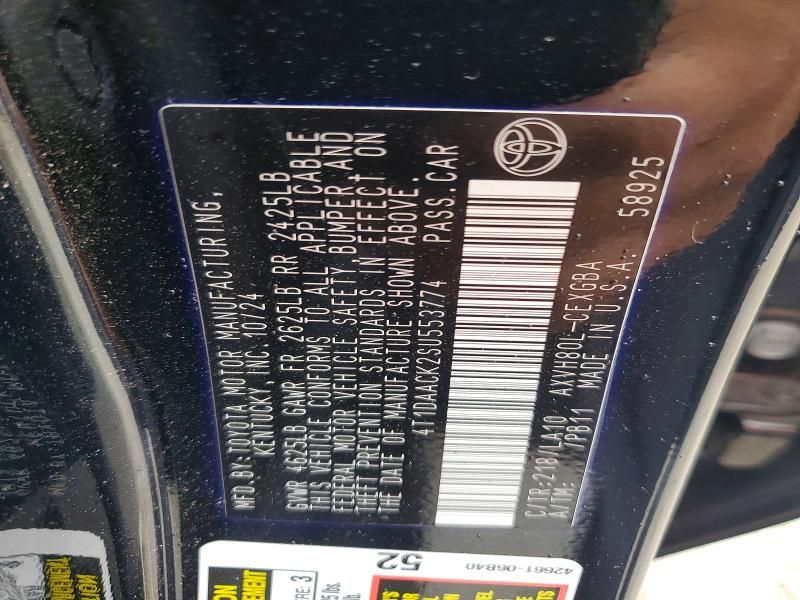 MFD.BY:TOYOTA MOTOR MANUFACTURING,
KENTUCKY, INC. 10/24
GVWR 4625LB GAWR FR 2625LB RR 2425LB
THIS VEHICLE CONFORMS TO ALL APPLICABLE
FEDERAL MOTOR VEHICLE SAFETY,BUMPER,AND
THEFT PREVENTION STANDARDS IN EFFECT ON
THE DATE OF MANUFACTURE SHOWN ABOVE.
4T1DAACK2SU553774 PASS.CAR
C/TR:218/LA10 AXVH80L-CEXGBA
A/TM: /PB11 MADE IN U.S.A. 58925
52
42661-06B40
3